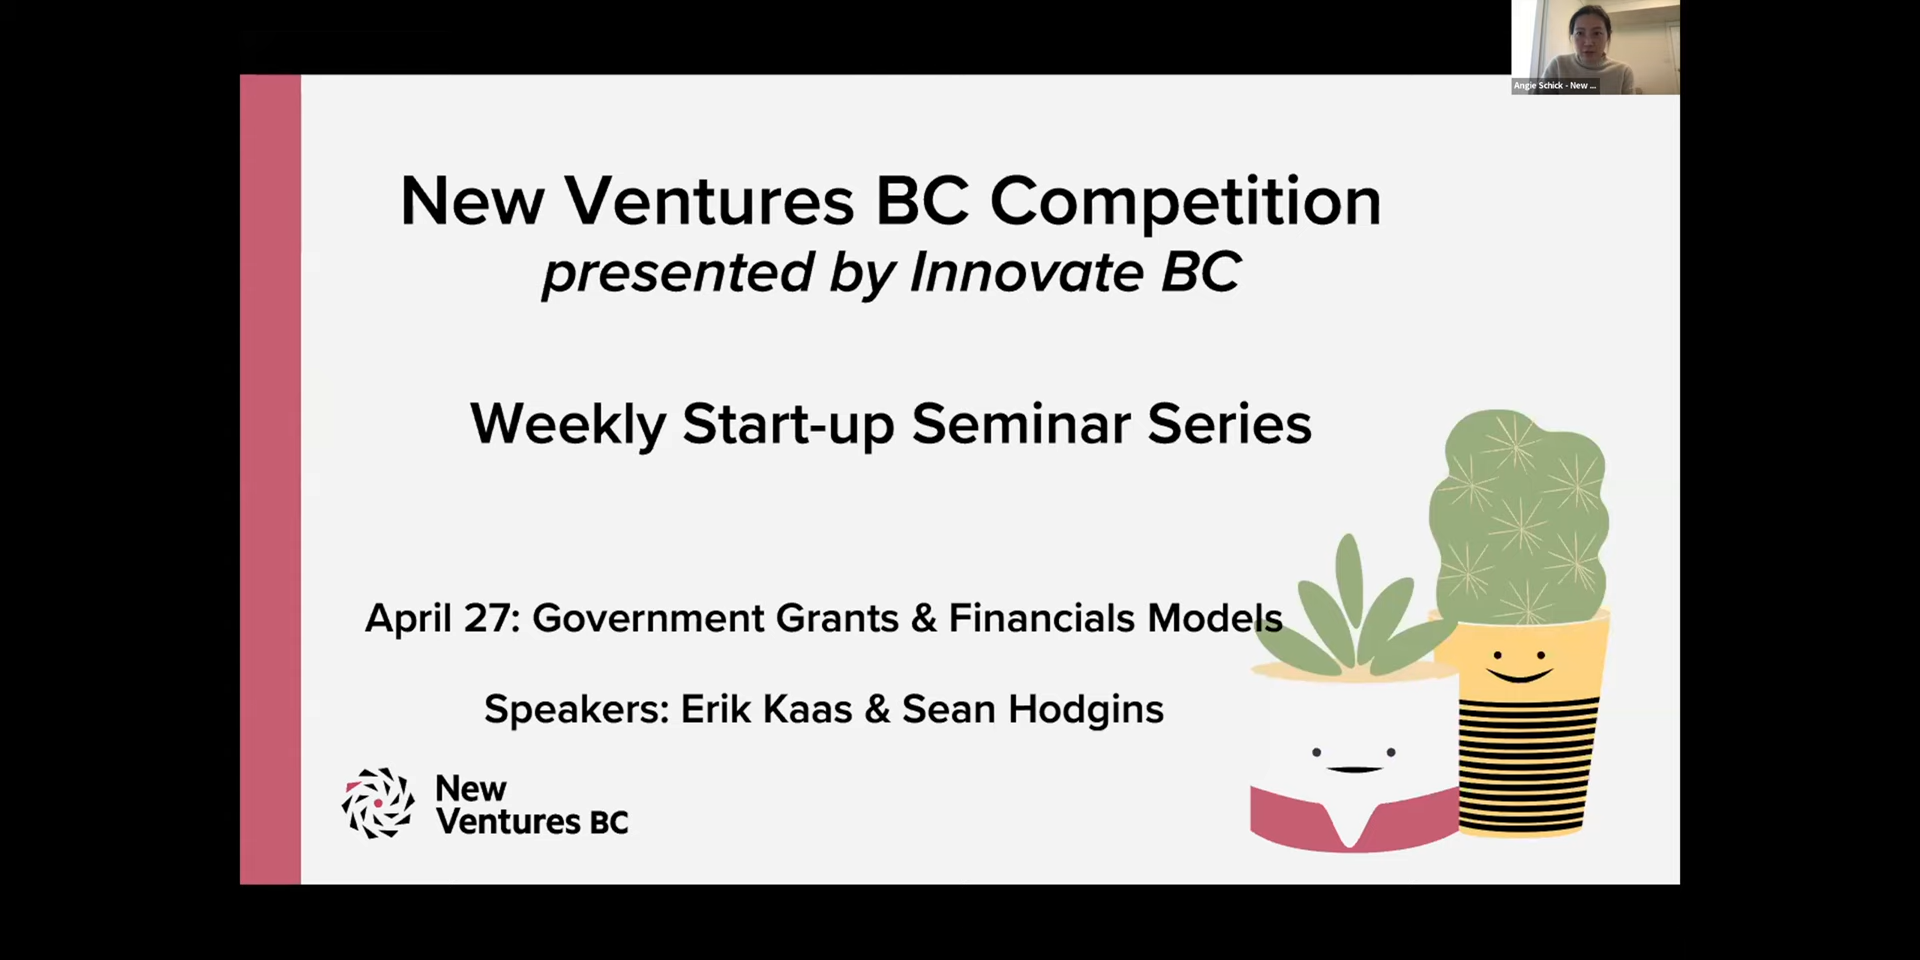 Angie Schick - New ...
New Ventures BC Competition
presented by Innovate BC
Weekly Start-up Seminar Series
April 27: Government Grants & Financials Models
Speakers: Erik Kaas & Sean Hodgins
New
Ventures BC